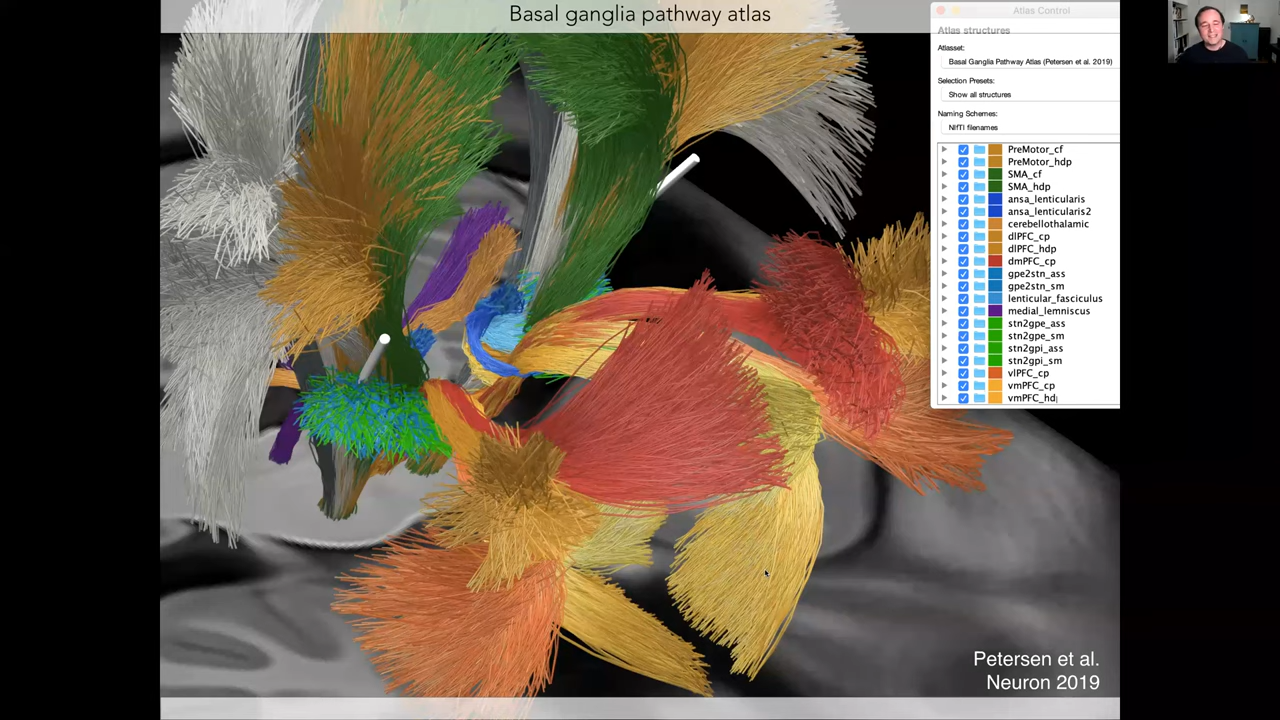 Basal ganglia pathway atlas
Atlas Control
Atlas structures
Atlasset:
Basal Ganglia Pathway Atlas (Petersen et al. 2019)
Selection Presets:
Show all structures
Naming Schemes:
NIfTI filenames
PreMotor_cf
PreMotor_hdp
SMA_cf
SMA_hdp
ansa_lenticularis
ansa_lenticularis2
cerebellothalamic
dlPFC_cp
dlPFC_hdp
dmPFC_cp
gpe2stn_ass
gpe2stn_sm
lenticular_fasciculus
medial_lemniscus
stn2gpe_ass
stn2gpe_sm
stn2gpi_ass
stn2gpi_sm
vlPFC_cp
vmPFC_cp
vmPFC_hd
Petersen et al.
Neuron 2019